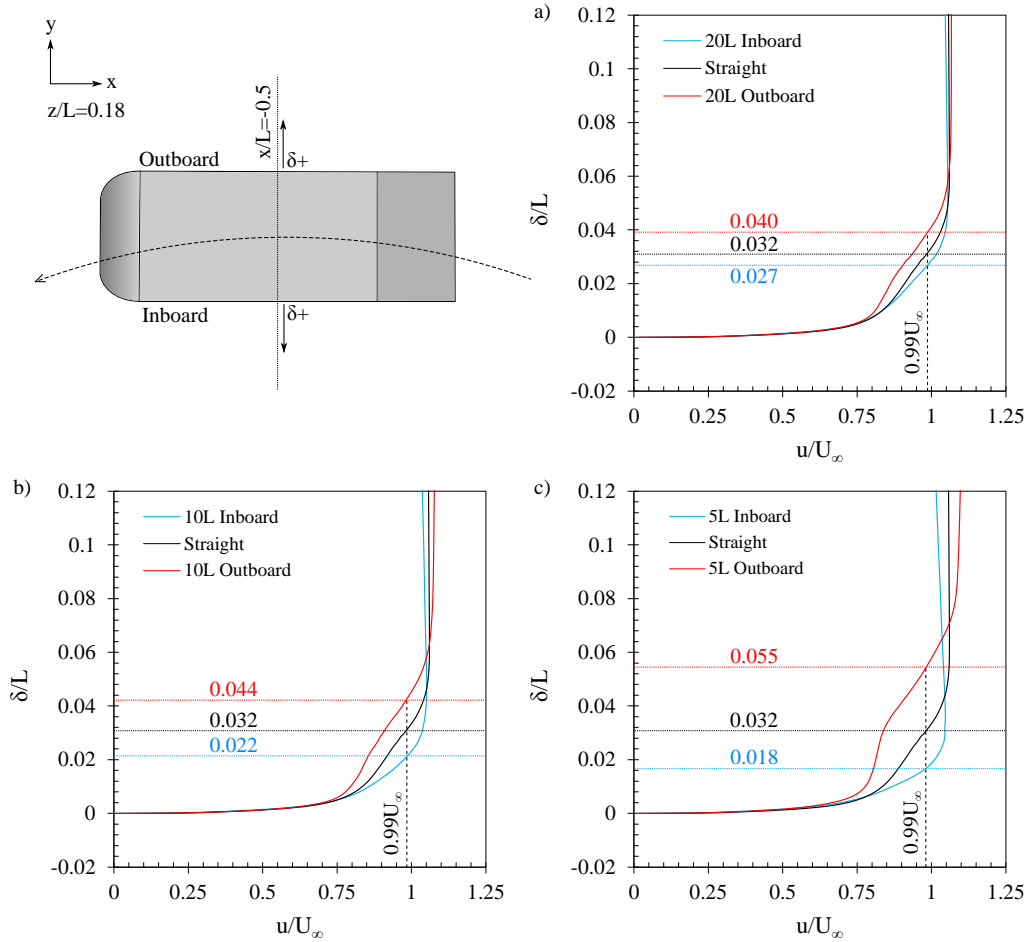 y
x
z/L=0.18
x/L=-0.5
Outboard
δ+
Inboard
δ+
a)
0.12
0.1
0.08
0.06
0.04
0.02
0
-0.02
δ/L
20L Inboard
Straight
20L Outboard
0.040
0.032
0.027
0.99U∞
0
0.25
0.5
0.75
1
1.25
u/U∞
b)
0.12
0.1
0.08
0.06
0.04
0.02
0
-0.02
δ/L
10L Inboard
Straight
10L Outboard
0.044
0.032
0.022
0.99U∞
0
0.25
0.5
0.75
1
1.25
u/U∞
c)
0.12
0.1
0.08
0.06
0.04
0.02
0
-0.02
δ/L
5L Inboard
Straight
5L Outboard
0.055
0.032
0.018
0.99U∞
0
0.25
0.5
0.75
1
1.25
u/U∞